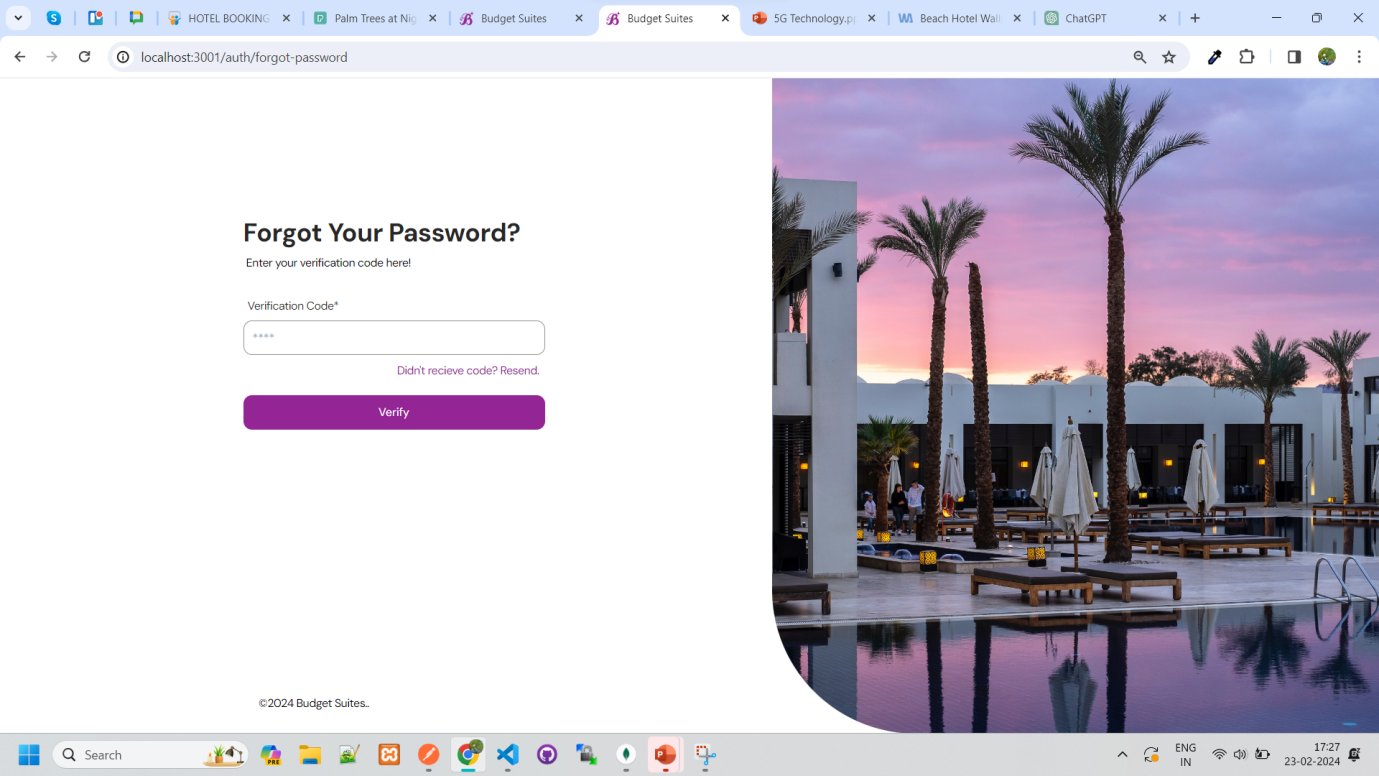 HOTEL BOOKING
Palm Trees at Nig
Budget Suites
Budget Suites
5G Technology.pp
Beach Hotel Wall
ChatGPT
localhost:3001/auth/forgot-password
Forgot Your Password?
Enter your verification code here!
Verification Code*
****
Didn't recieve code? Resend.
Verify
©2024 Budget Suites..
Search
PRE
ENG
IN
17:27
23-02-2024